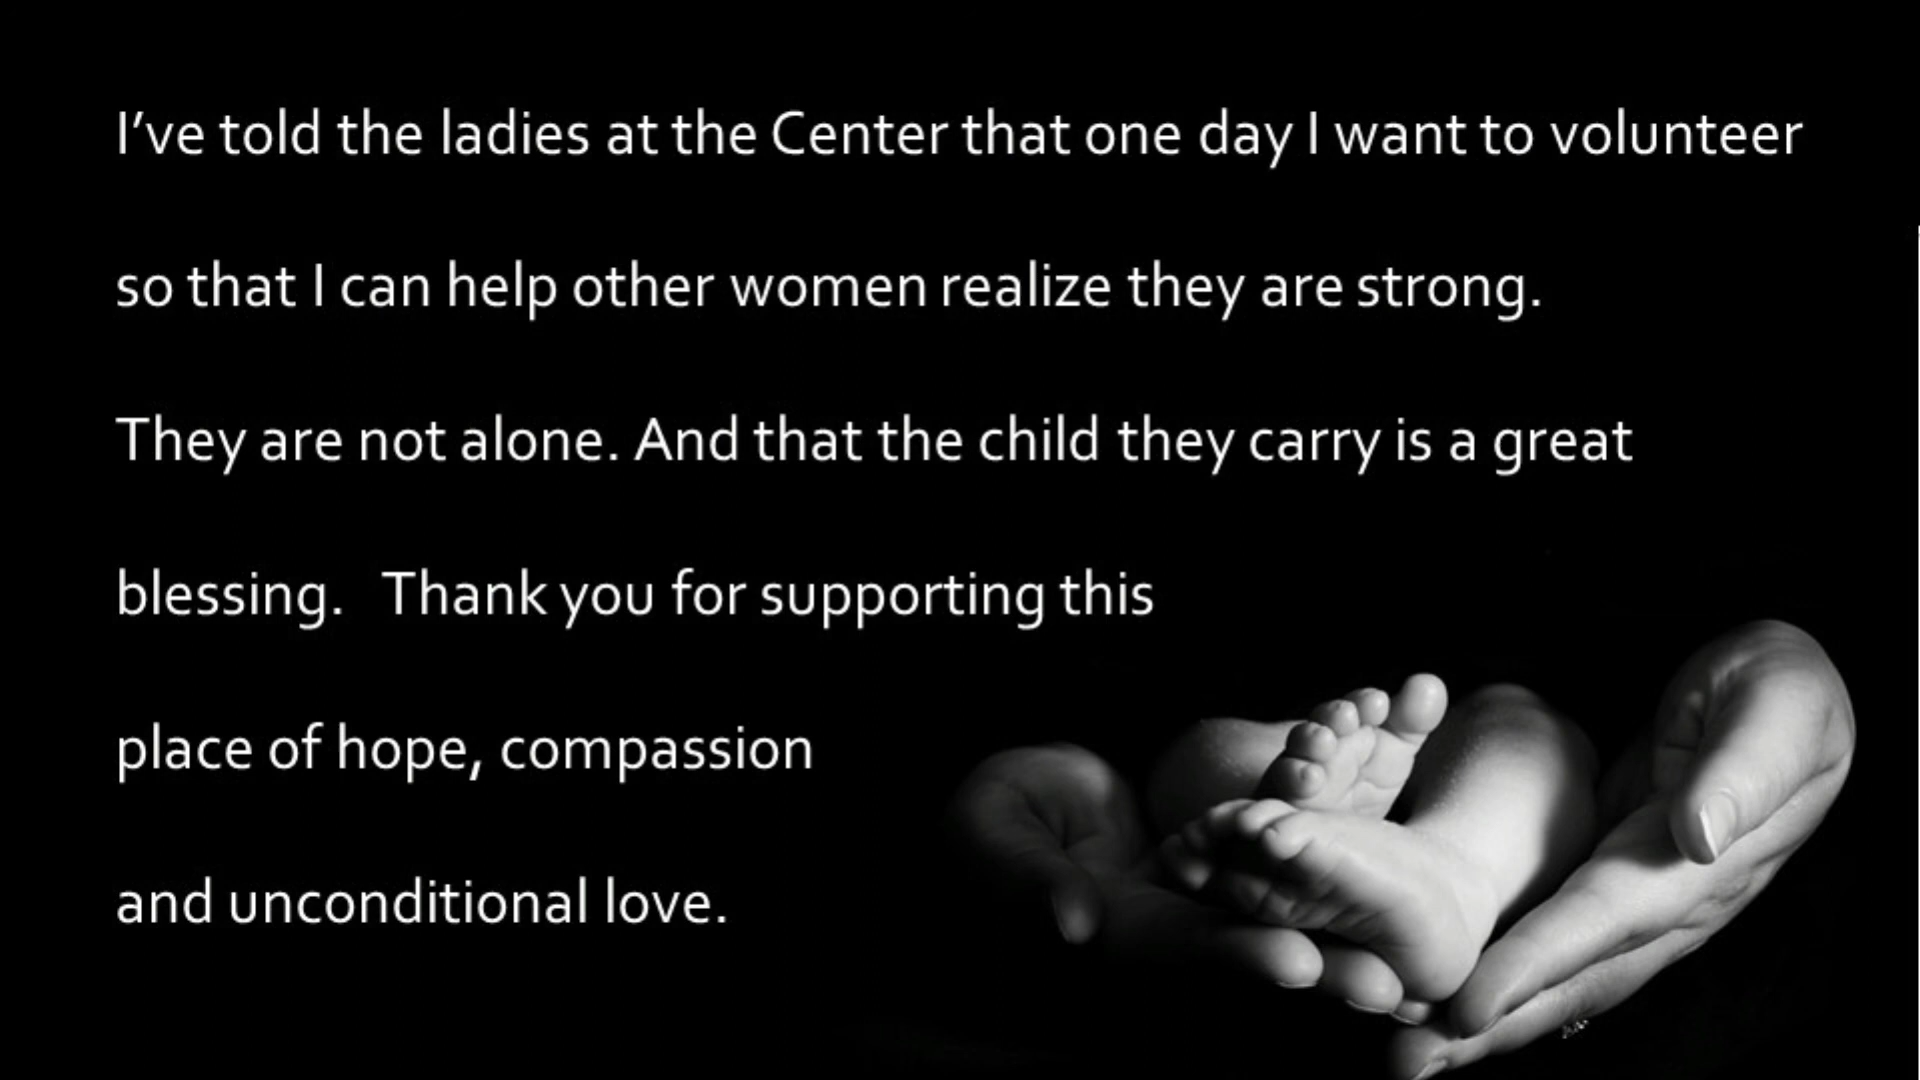 I’ve told the ladies at the Center that one day I want to volunteer
so that I can help other women realize they are strong.
They are not alone. And that the child they carry is a great
blessing.   Thank you for supporting this
place of hope, compassion
and unconditional love.